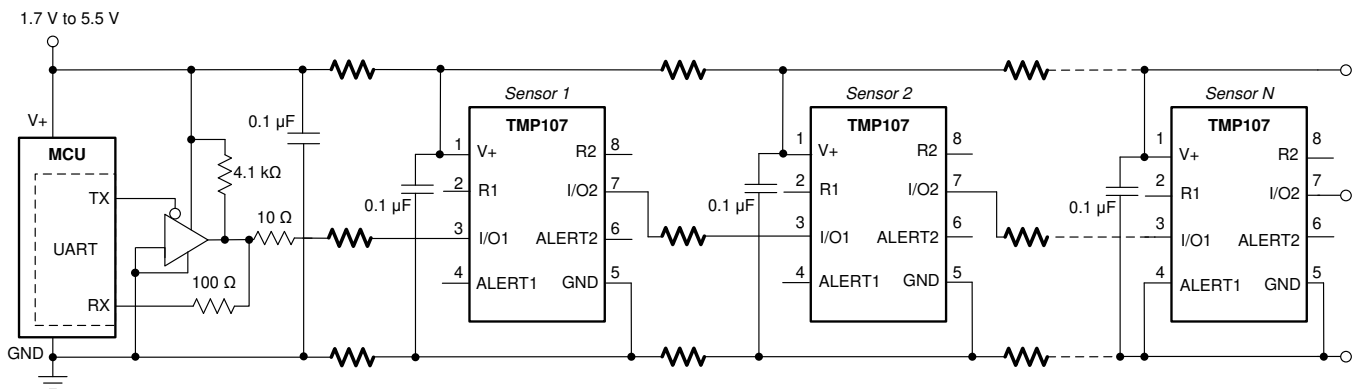 1.7 V to 5.5 V
V+
MCU
TX
UART
RX
GND
4.1 kΩ
10 Ω
100 Ω
0.1 µF
Sensor 1
TMP107
1
V+
R2
8
2
R1
I/O2
7
0.1 µF
3
I/O1
ALERT2
6
4
ALERT1
GND
5
Sensor 2
TMP107
1
V+
R2
8
2
R1
I/O2
7
0.1 µF
3
I/O1
ALERT2
6
4
ALERT1
GND
5
Sensor N
TMP107
1
V+
R2
8
2
R1
I/O2
7
0.1 µF
3
I/O1
ALERT2
6
4
ALERT1
GND
5